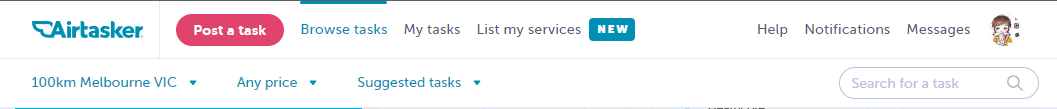 Airtasker Post a task Browse tasks My tasks List my services NEW Help Notifications Messages
100km Melbourne VIC Any price Suggested tasks Search for a task